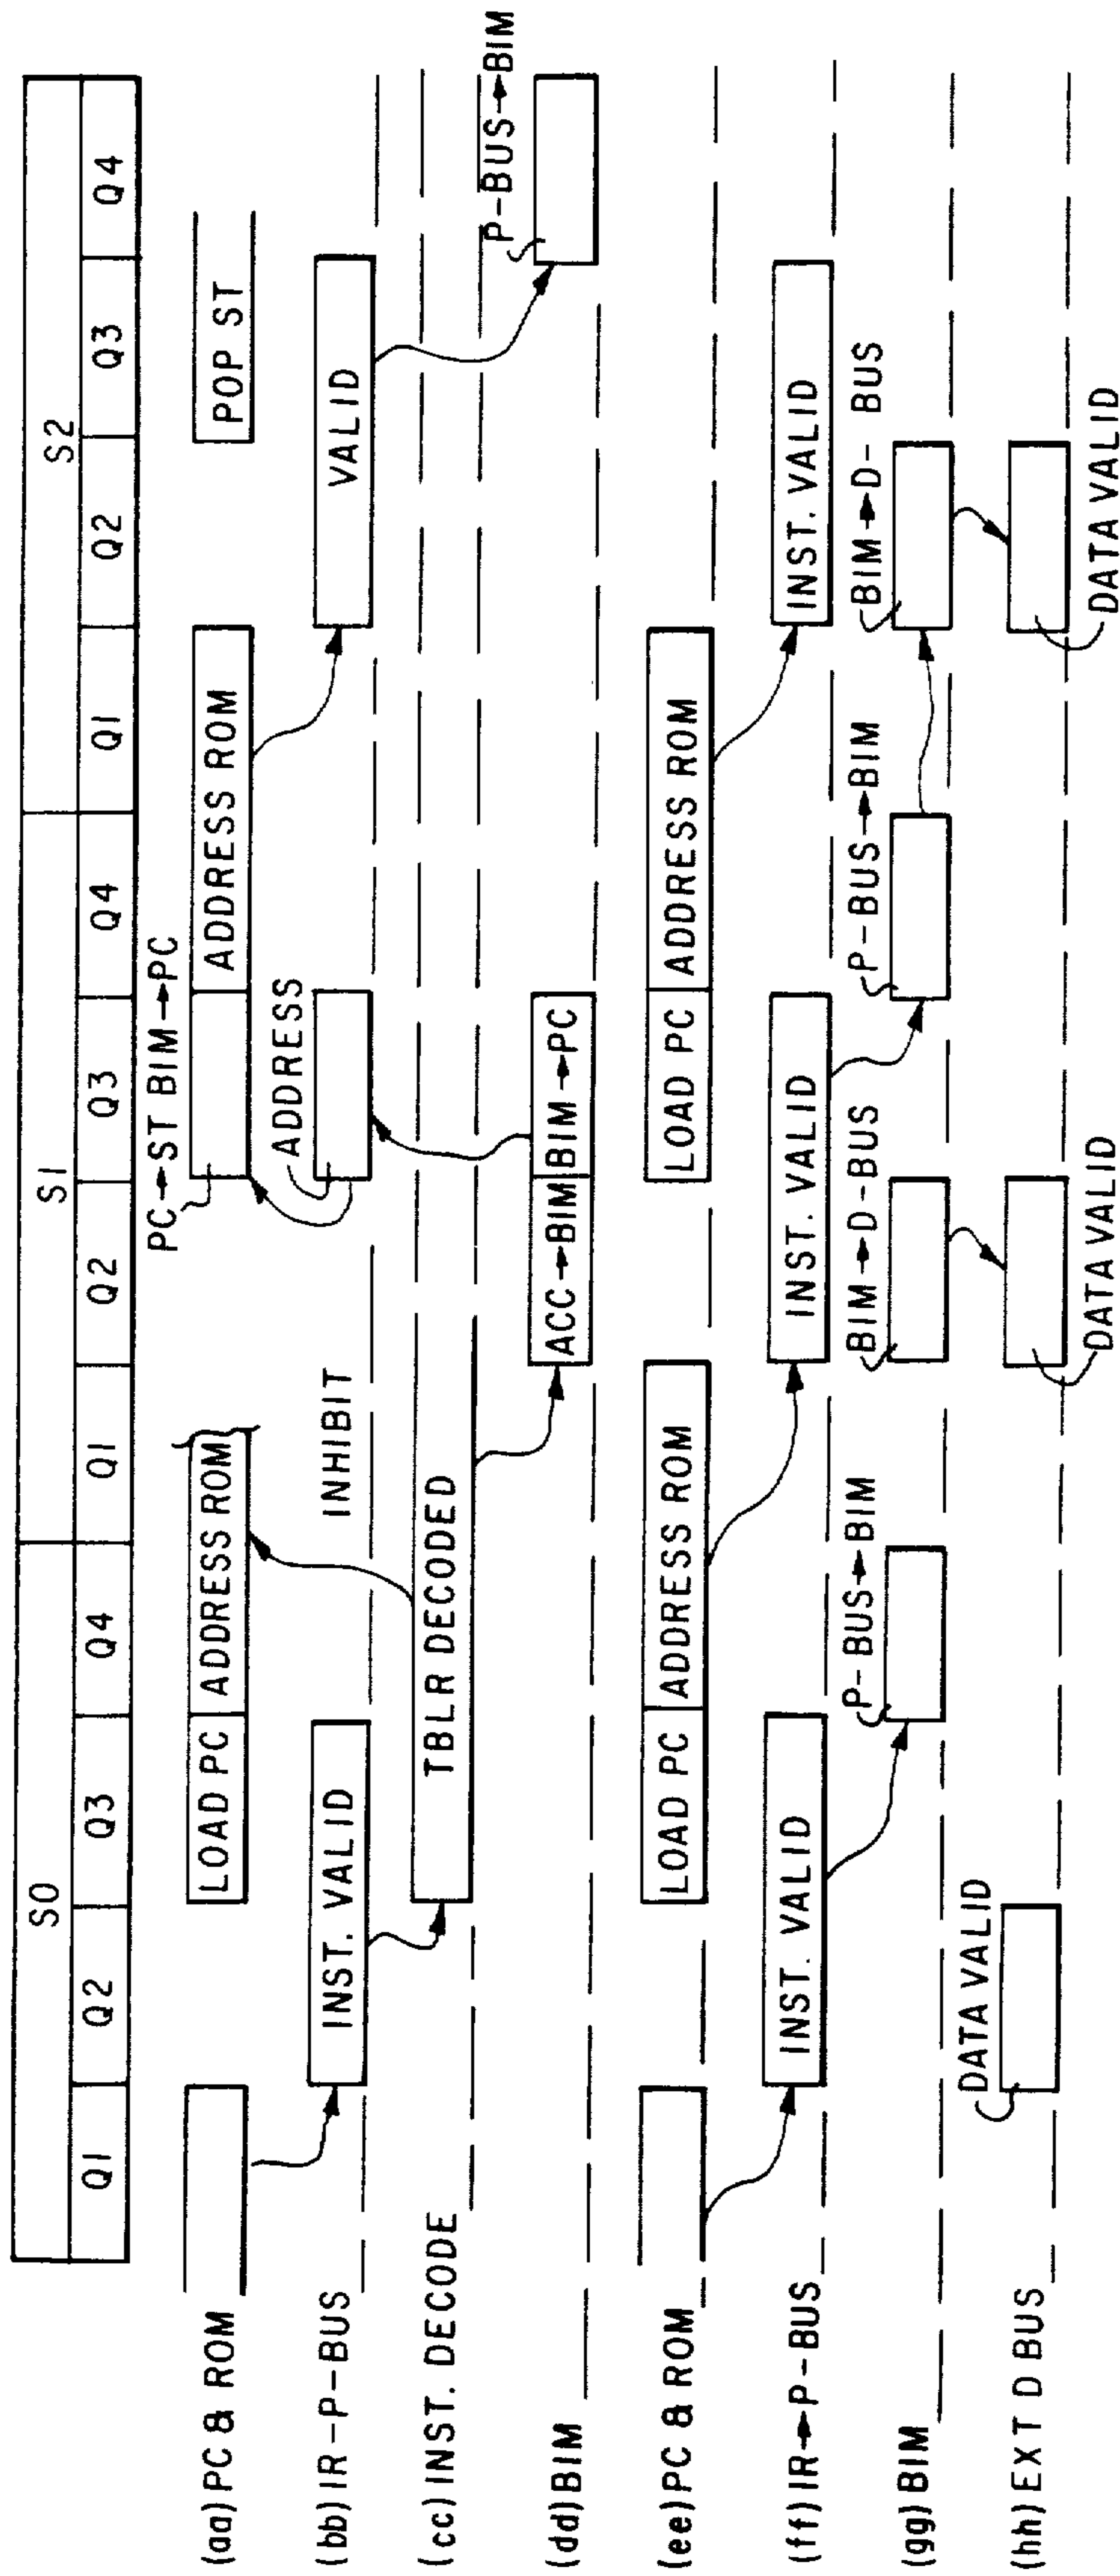 S0 S1 S2
Q1 Q2 Q3 Q4 Q1 Q2 Q3 Q4 Q1 Q2 Q3 Q4
PC→ST BIM→PC
(aa) PC & ROM LOAD PC ADDRESS ROM ADDRESS ROM POP ST
ADDRESS
(bb) IR-P-BUS INST. VALID INHIBIT VALID
(cc) INST. DECODE TBLR DECODED
P-BUS→BIM
(dd) BIM ACC→BIM BIM→PC
(ee) PC & ROM LOAD PC ADDRESS ROM LOAD PC ADDRESS ROM
(ff) IR→P-BUS INST. VALID INST. VALID INST. VALID
P-BUS→BIM BIM→D-BUS P-BUS→BIM BIM→D- BUS
(gg) BIM
DATA VALID
(hh) EXT D BUS
DATA VALID DATA VALID